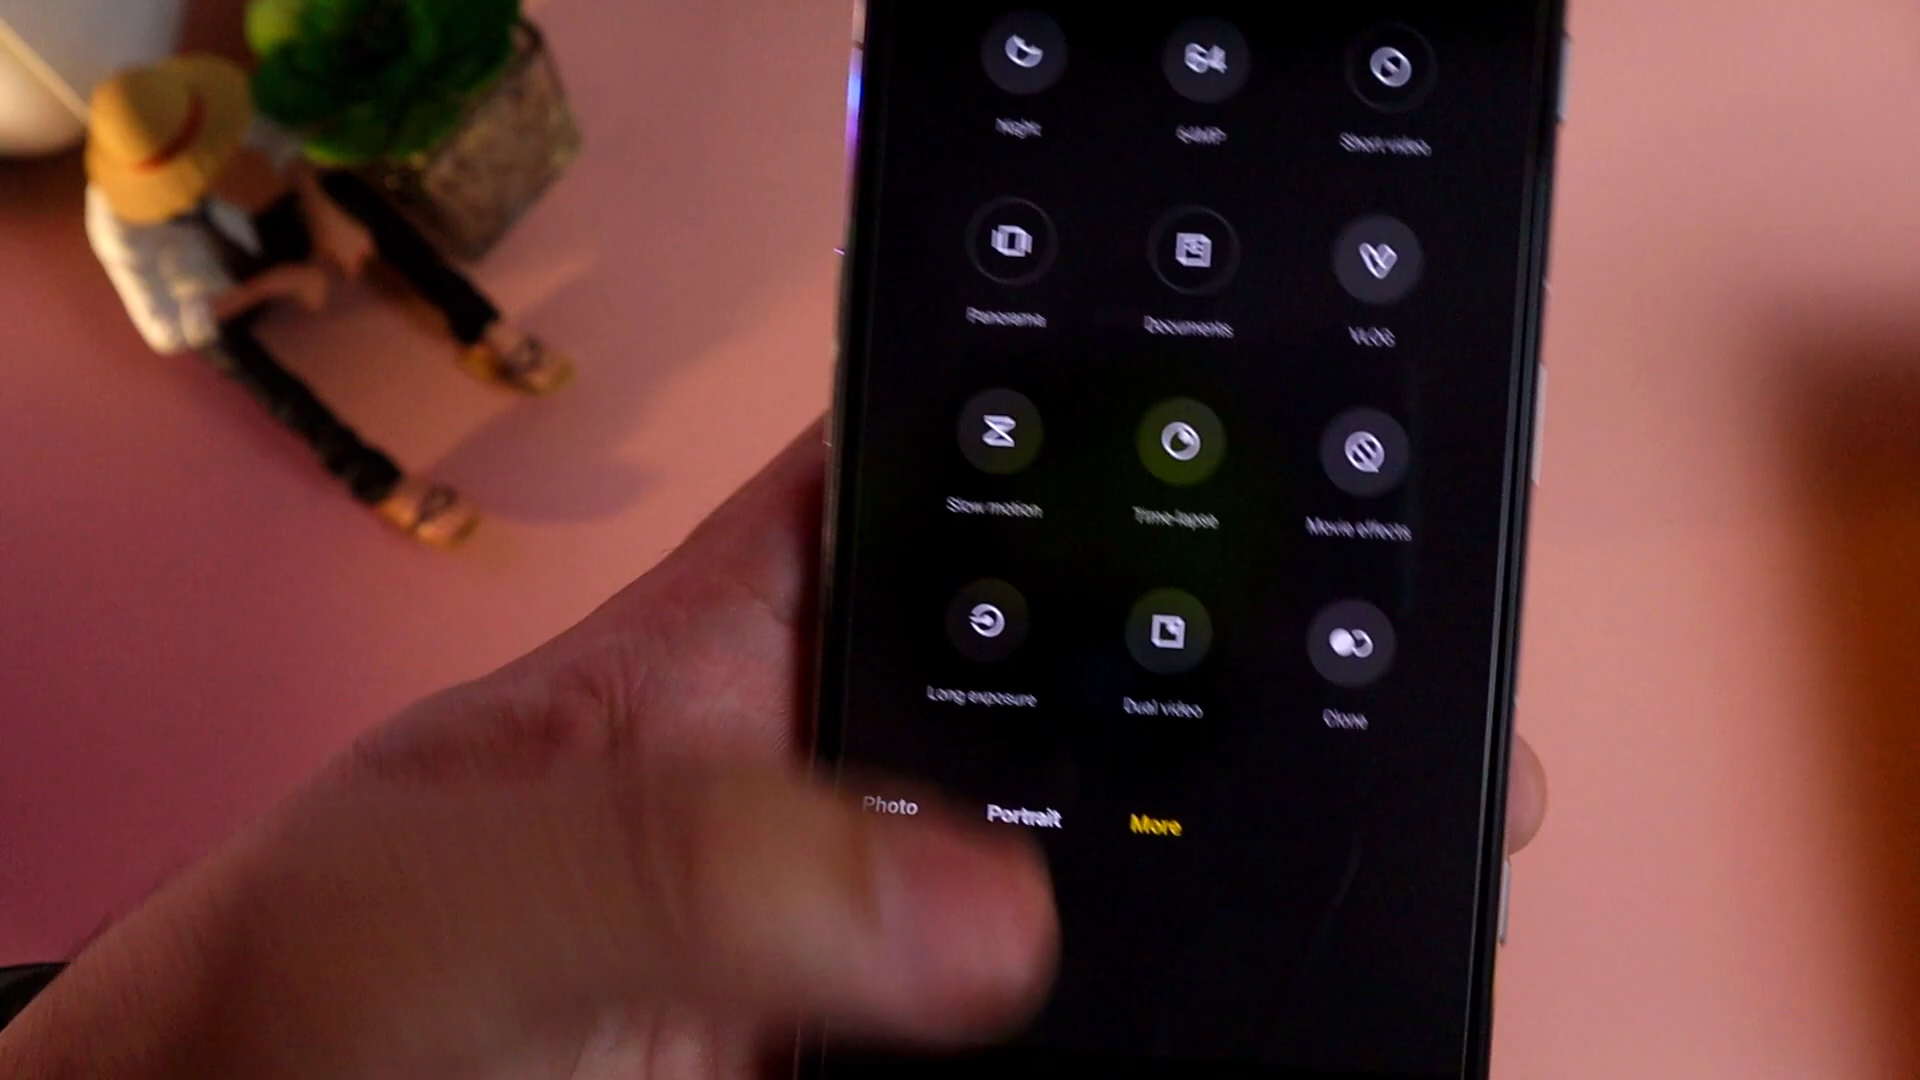 64
Night
64MP
Short video
Panorama
Documents
VLOG
Slow motion
Time-lapse
Movie effects
Long exposure
Dual video
Clone
Photo
Portrait
More